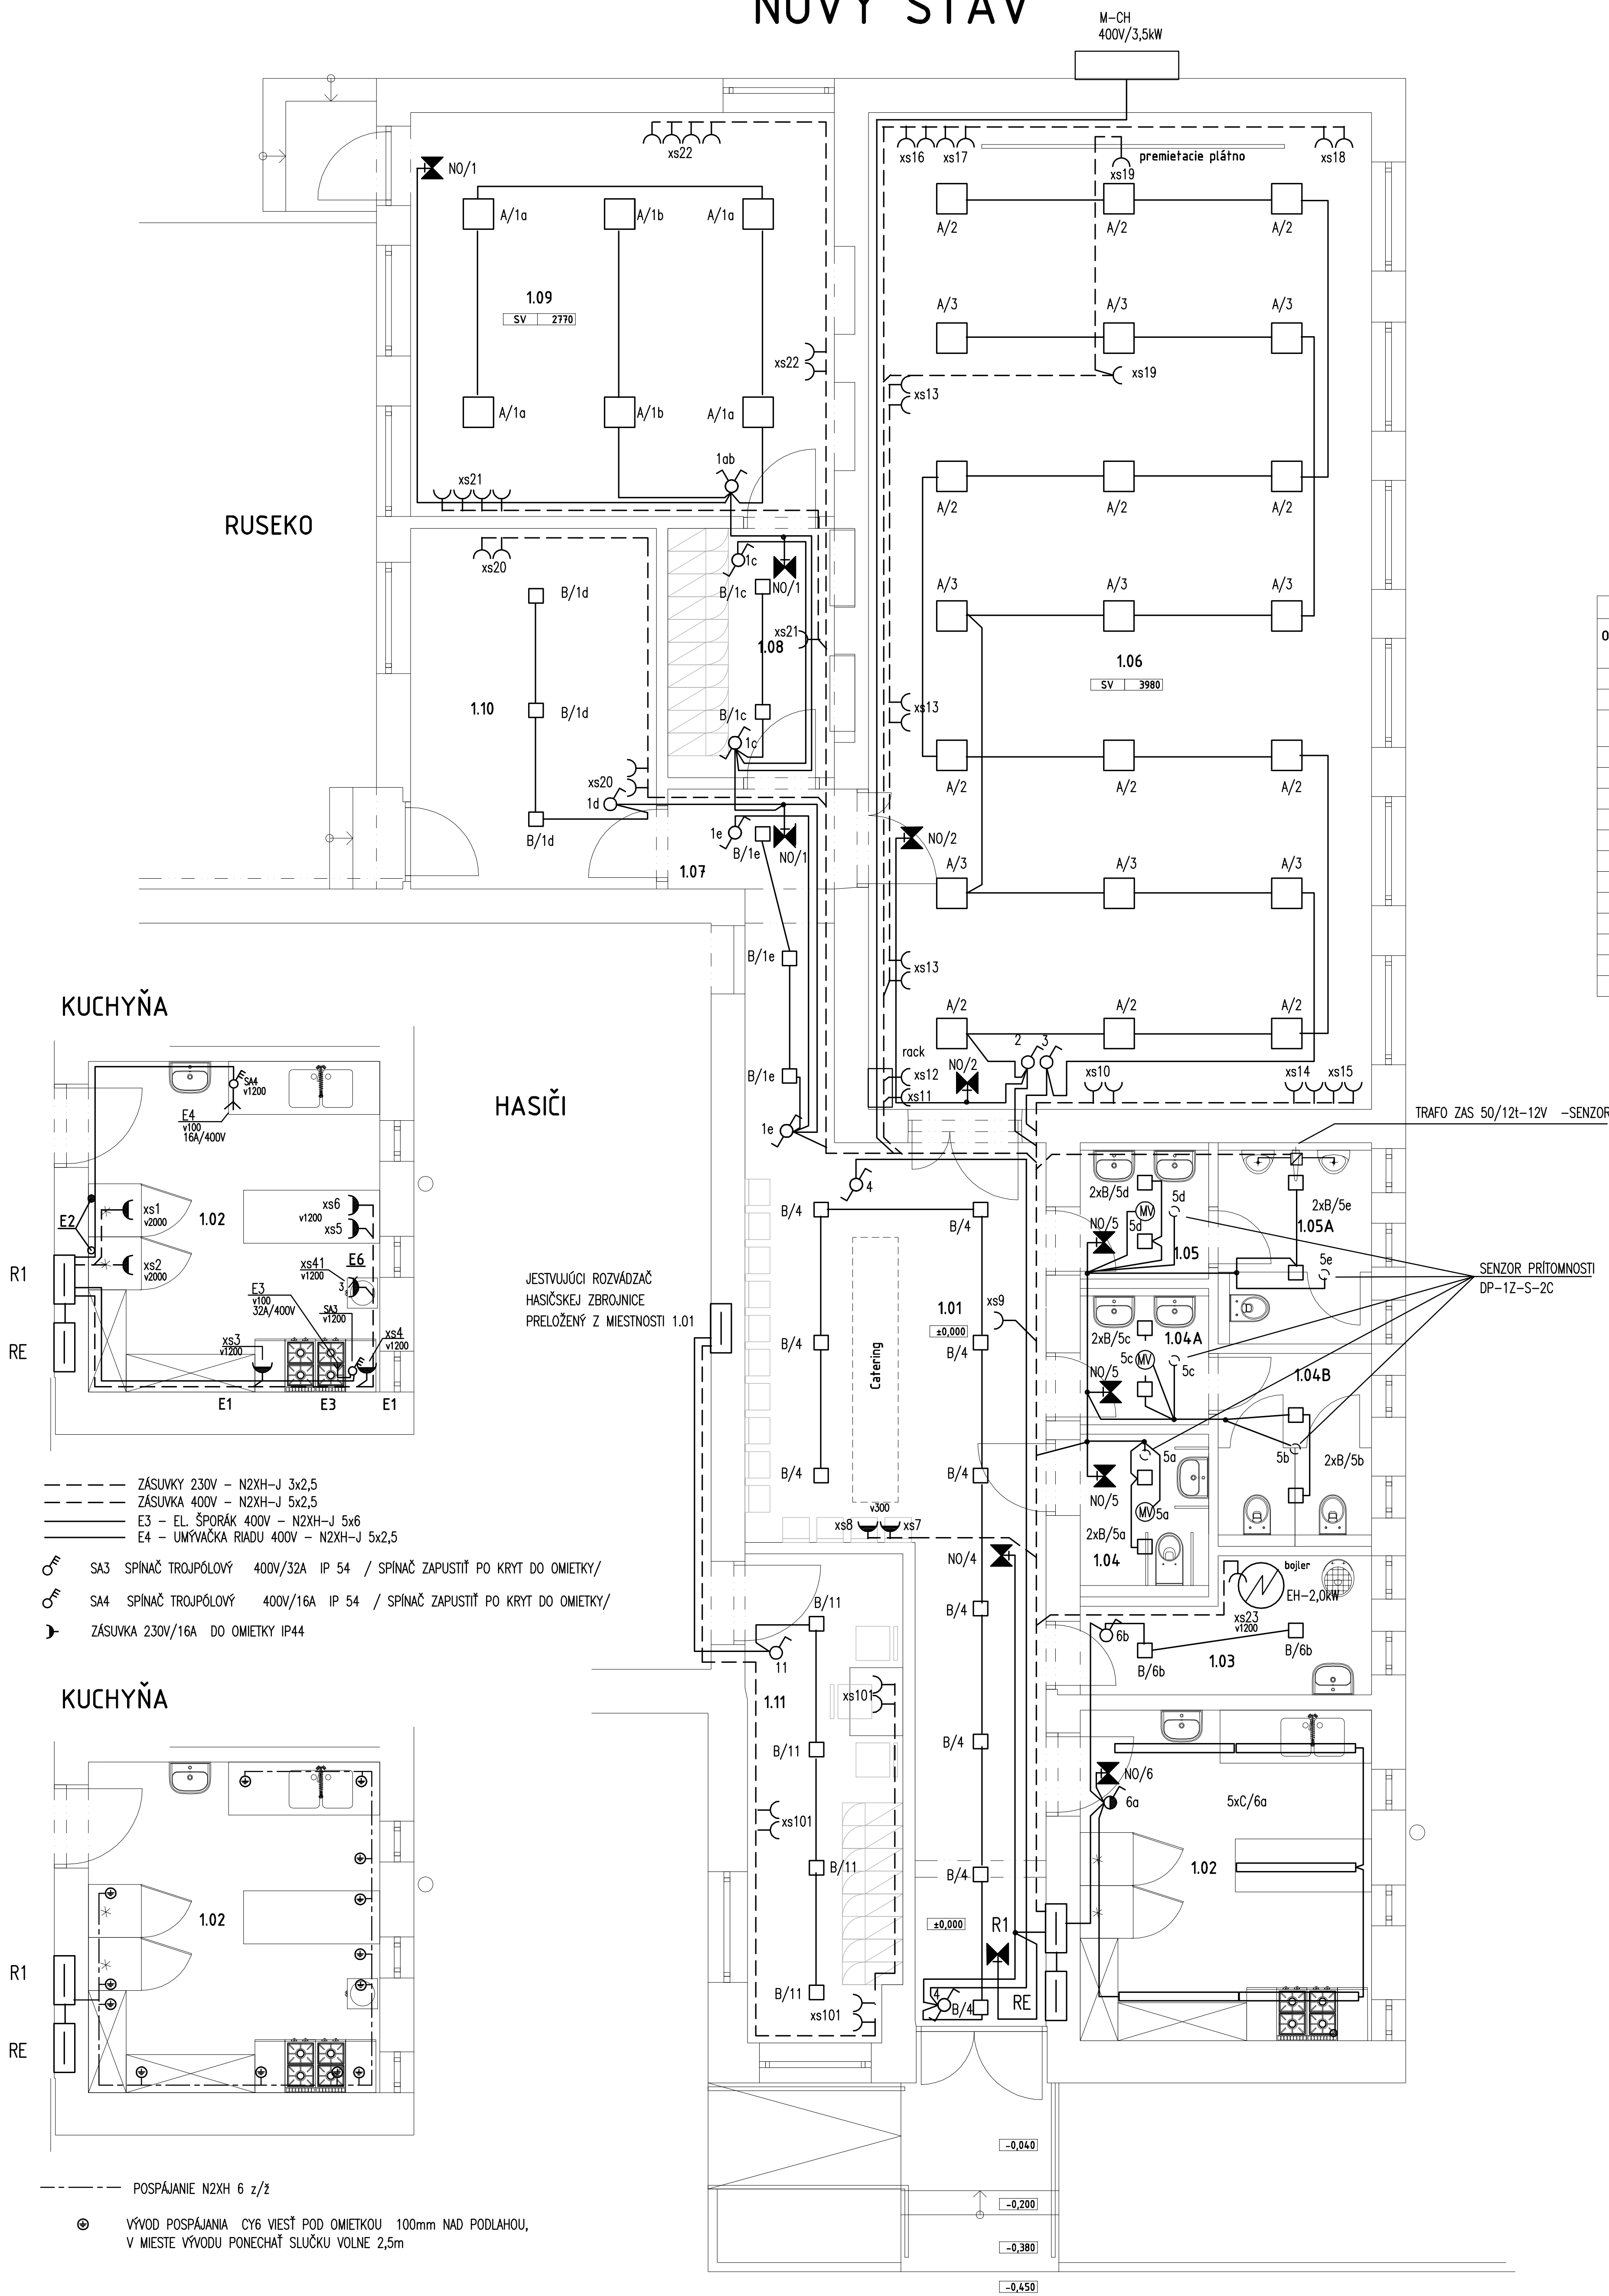 NOVÝ STAV
M-CH
400V/3,5kW
xs22
xs16 xs17
xs19
premietacie plátno
xs18
NO/1
A/1a A/1b A/1a
A/2 A/2 A/2
1.09
SV 2770
A/3 A/3 A/3
xs22
xs19
xs13
A/1a A/1b A/1a
1ab
xs21
A/2 A/2 A/2
RUSEKO
xs20
1c
NO/1
B/1d
B/1c
A/3 A/3 A/3
xs21
1.08
1.06
SV 3980
1.10
B/1d
B/1c
xs13
1c
xs20
1d
A/2 A/2 A/2
B/1d
1e
B/1e
NO/1
NO/2
1.07
A/3 A/3 A/3
B/1e
xs13
KUCHYŇA
A/2 A/2 A/2
2 3
rack
xs12
xs11
NO/2
xs10
xs14 xs15
B/1e
1e
HASIČI
TRAFO ZAS 50/12t-12V -SENZOR
SA4
v1200
E4
v100
16A/400V
xs1
v2000
xs2
v2000
1.02
xs6
v1200
xs5
E2
R1
RE
xs41
v1200
E6
3
E3
v100
32A/400V
SA3
v1200
xs3
v1200
xs4
v1200
E1 E3 E1
4
B/4
B/4
2xB/5d
5d
MV
5d
NO/5
1.05
2xB/5e
1.05A
5e
SENZOR PRÍTOMNOSTI
DP-1Z-S-2C
JESTVUJÚCI ROZVÁDZAČ
HASIČSKEJ ZBROJNICE
PRELOŽENÝ Z MIESTNOSTI 1.01
1.01
±0,000
xs9
B/4
B/4
Catering
2xB/5c
1.04A
5c
MV
5c
NO/5
1.04B
B/4
B/4
5a
5b
2xB/5b
NO/5
MV
5a
2xB/5a
1.04
v300
xs8 xs7
NO/4
ZÁSUVKY 230V - N2XH-J 3x2,5
ZÁSUVKA 400V - N2XH-J 5x2,5
E3 - EL. ŠPORÁK 400V - N2XH-J 5x6
E4 - UMÝVAČKA RIADU 400V - N2XH-J 5x2,5
SA3 SPÍNAČ TROJPÓLOVÝ 400V/32A IP 54 / SPÍNAČ ZAPUSTIŤ PO KRYT DO OMIETKY/
SA4 SPÍNAČ TROJPÓLOVÝ 400V/16A IP 54 / SPÍNAČ ZAPUSTIŤ PO KRYT DO OMIETKY/
ZÁSUVKA 230V/16A DO OMIETKY IP44
bojler
EH-2,0kW
xs23
v1200
B/11
B/4
6b
B/6b
B/6b
1.03
11
KUCHYŇA
1.11
xs101
B/11
B/4
NO/6
6a
5xC/6a
xs101
B/11
B/4
1.02
1.02
±0,000
R1
R1
RE
B/11
xs101
4
B/4
RE
-0,040
-0,200
-0,380
-0,450
POSPÁJANIE N2XH 6 z/ž
VÝVOD POSPÁJANIA CY6 VIESŤ POD OMIETKOU 100mm NAD PODLAHOU,
V MIESTE VÝVODU PONECHAŤ SLUČKU VOLNE 2,5m